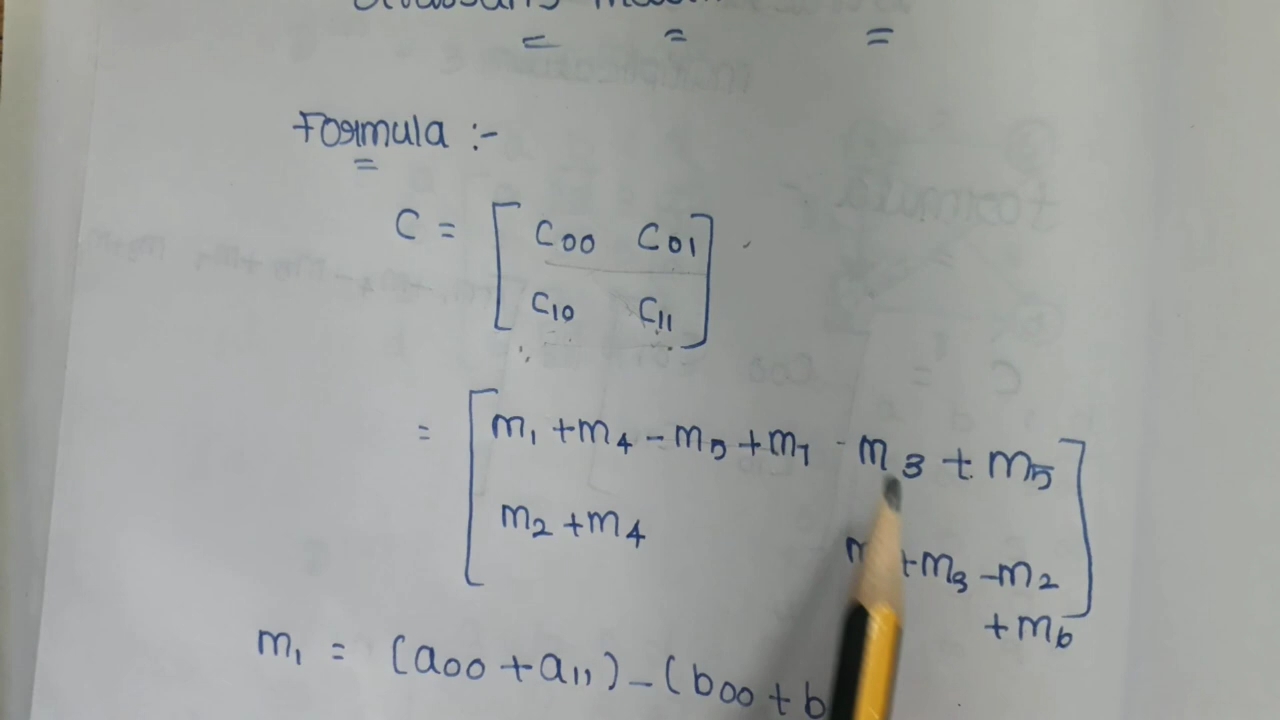 Formula :-
C = [ C00 C01
C10 C11 ]
= [ m1 + m4 - m5 + m7 m3 + m5
m2 + m4 + m3 - m2
+ m6 ]
m1 = (a00 + a11) - (b00 + b